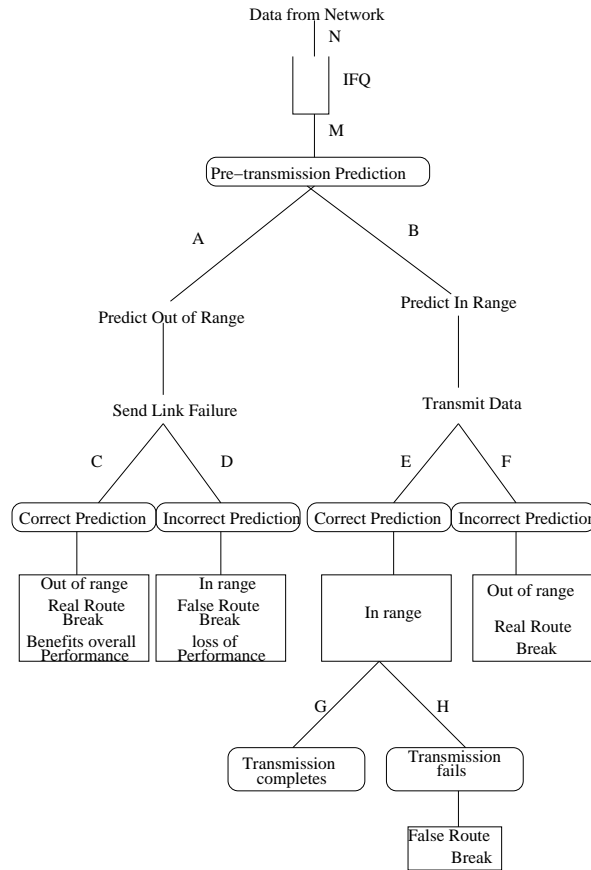 Data from Network
N
IFQ
M
Pre−transmission Prediction
A
B
Predict Out of Range
Predict In Range
Send Link Failure
Transmit Data
C
D
E
F
Correct Prediction
Incorrect Prediction
Correct Prediction
Incorrect Prediction
Out of range
Real Route
Break
Benefits overall
Performance
In range
False Route
Break
loss of
Performance
In range
Out of range
Real Route
Break
G
H
Transmission
completes
Transmission
fails
False Route
Break